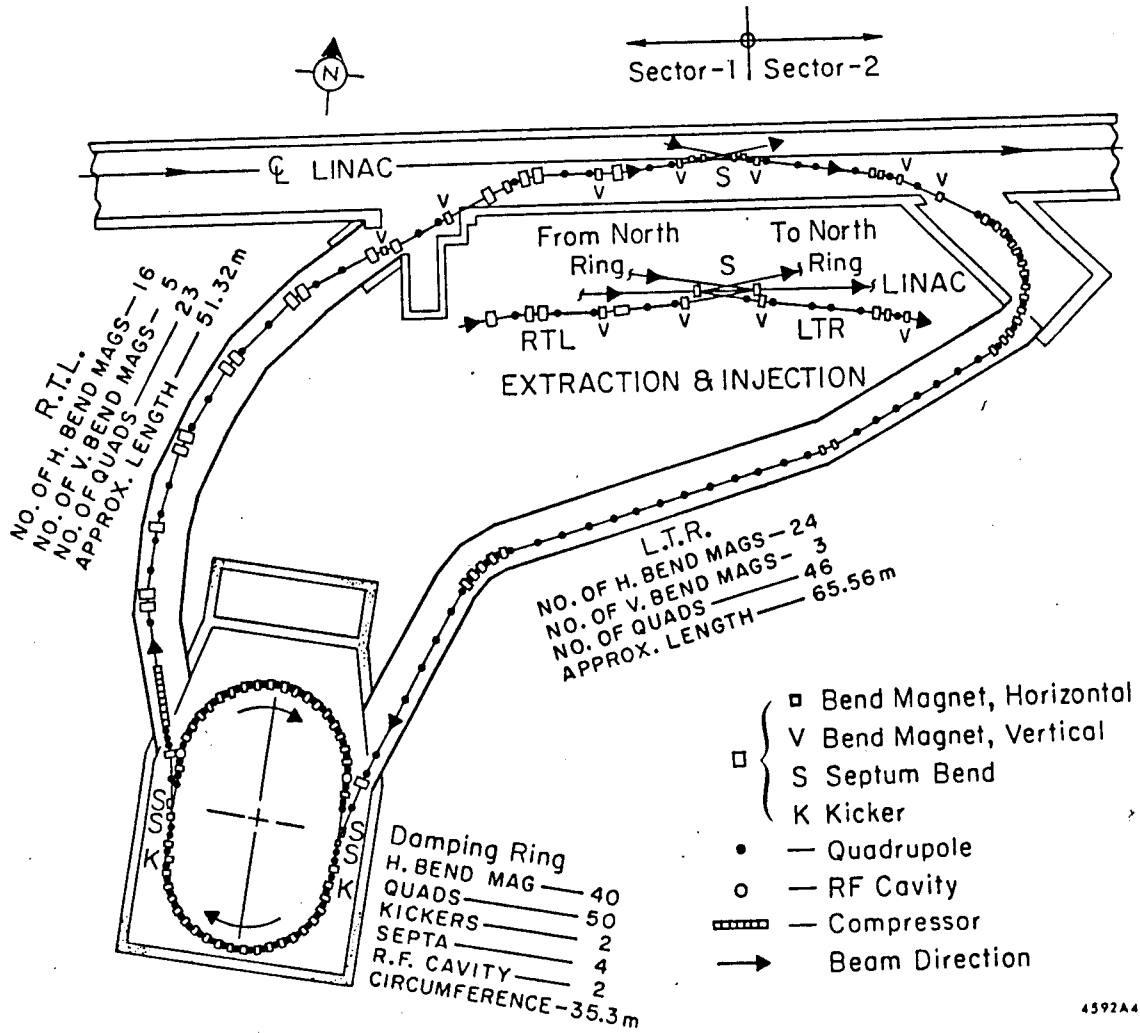 N
Sector-1 | Sector-2
℄ LINAC
V
V
V
V
S
V
V
V
From North
Ring
To North
Ring
S
LINAC
RTL
V
V
V
LTR
V
EXTRACTION & INJECTION
R.T.L.
NO. OF H. BEND MAGS—16
NO. OF V. BEND MAGS- 5
NO. OF QUADS — 23
APPROX. LENGTH — 51.32m
L.T.R.
NO. OF H. BEND MAGS—24
NO. OF V. BEND MAGS- 3
NO. OF QUADS — 46
APPROX. LENGTH — 65.56m
S
S
K
S
S
K
Damping Ring
H. BEND MAG — 40
QUADS — 50
KICKERS — 2
SEPTA — 4
R.F. CAVITY — 2
CIRCUMFERENCE-35.3m
Bend Magnet, Horizontal
V Bend Magnet, Vertical
S Septum Bend
K Kicker
— Quadrupole
— RF Cavity
— Compressor
Beam Direction
4592A4